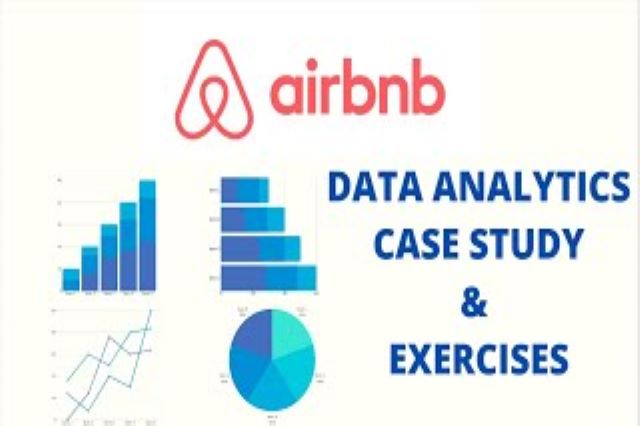 airbnb
DATA ANALYTICS
CASE STUDY
&
EXERCISES